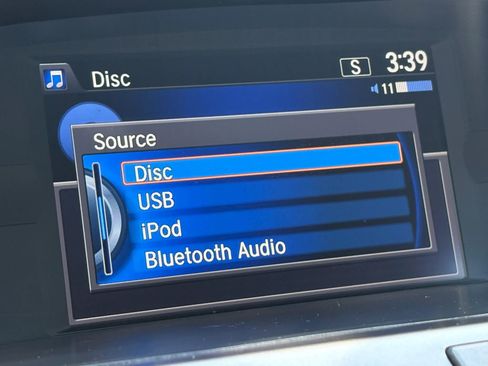 Disc
S
3:39
11
Source
Disc
USB
iPod
Bluetooth Audio